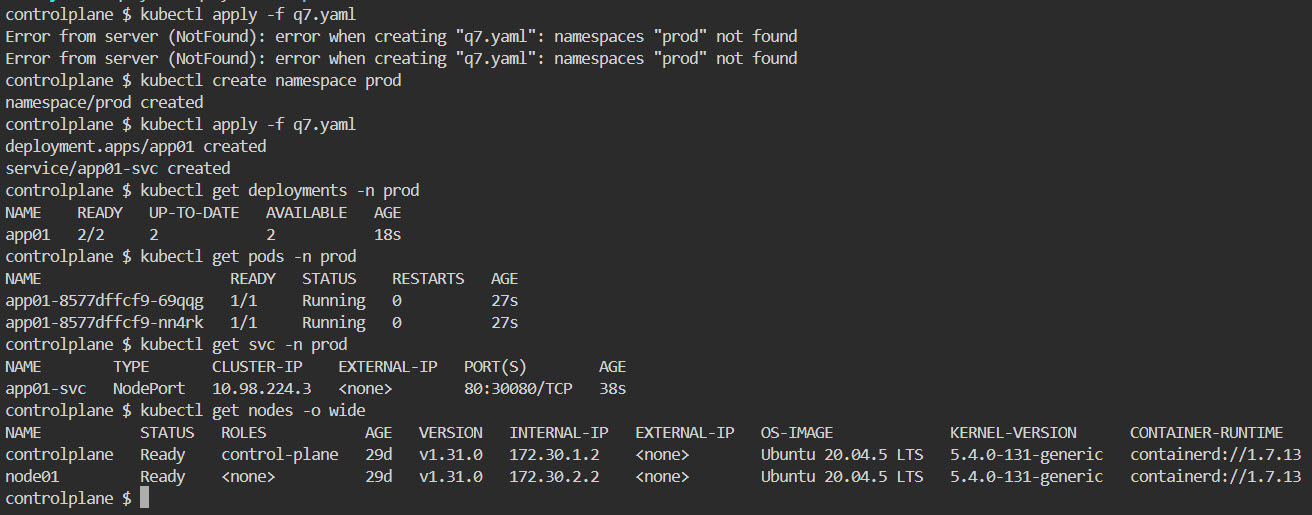 controlplane $ kubectl apply -f q7.yaml
Error from server (NotFound): error when creating "q7.yaml": namespaces "prod" not found
Error from server (NotFound): error when creating "q7.yaml": namespaces "prod" not found
controlplane $ kubectl create namespace prod
namespace/prod created
controlplane $ kubectl apply -f q7.yaml
deployment.apps/app01 created
service/app01-svc created
controlplane $ kubectl get deployments -n prod
NAME    READY   UP-TO-DATE   AVAILABLE   AGE
app01   2/2     2            2           18s
controlplane $ kubectl get pods -n prod
NAME                     READY   STATUS    RESTARTS   AGE
app01-8577dffcf9-69qqg   1/1     Running   0          27s
app01-8577dffcf9-nn4rk   1/1     Running   0          27s
controlplane $ kubectl get svc -n prod
NAME        TYPE       CLUSTER-IP    EXTERNAL-IP   PORT(S)        AGE
app01-svc   NodePort   10.98.224.3   <none>        80:30080/TCP   38s
controlplane $ kubectl get nodes -o wide
NAME           STATUS   ROLES           AGE   VERSION   INTERNAL-IP   EXTERNAL-IP   OS-IMAGE             KERNEL-VERSION      CONTAINER-RUNTIME
controlplane   Ready    control-plane   29d   v1.31.0   172.30.1.2    <none>        Ubuntu 20.04.5 LTS   5.4.0-131-generic   containerd://1.7.13
node01         Ready    <none>          29d   v1.31.0   172.30.2.2    <none>        Ubuntu 20.04.5 LTS   5.4.0-131-generic   containerd://1.7.13
controlplane $